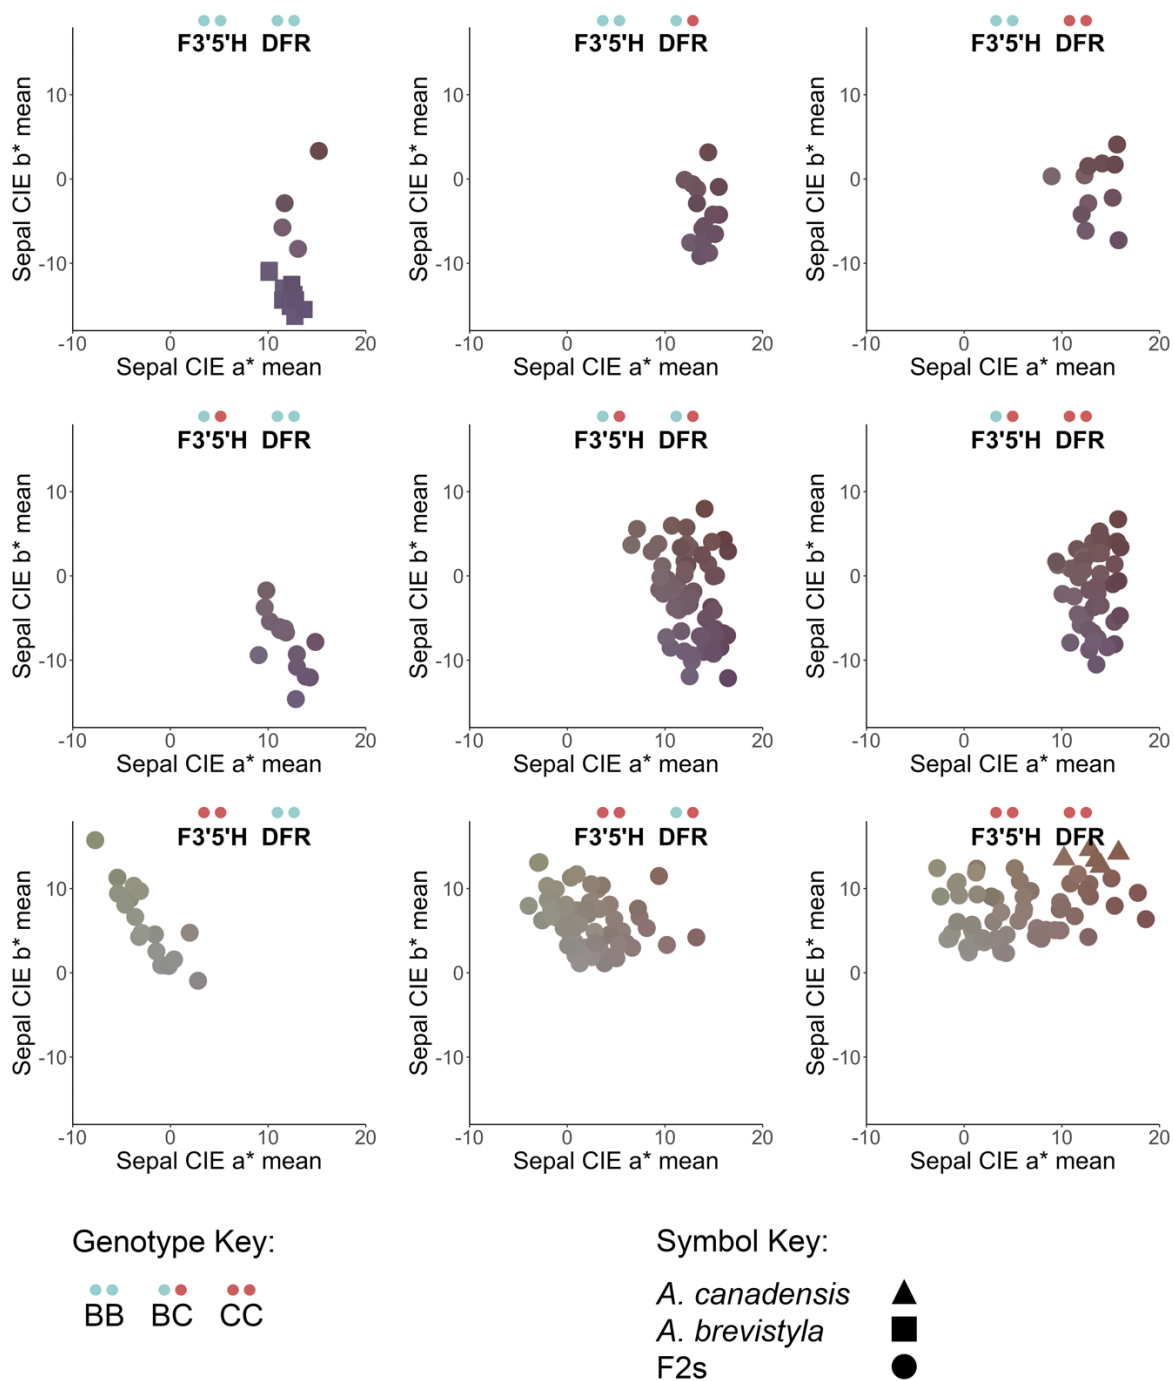 F3'5'H DFR
F3'5'H DFR
F3'5'H DFR
Sepal CIE b* mean
10
0
-10
-10 0 10 20
Sepal CIE a* mean
Sepal CIE b* mean
10
0
-10
-10 0 10 20
Sepal CIE a* mean
Sepal CIE b* mean
10
0
-10
-10 0 10 20
Sepal CIE a* mean
F3'5'H DFR
F3'5'H DFR
F3'5'H DFR
Sepal CIE b* mean
10
0
-10
-10 0 10 20
Sepal CIE a* mean
Sepal CIE b* mean
10
0
-10
-10 0 10 20
Sepal CIE a* mean
Sepal CIE b* mean
10
0
-10
-10 0 10 20
Sepal CIE a* mean
F3'5'H DFR
F3'5'H DFR
F3'5'H DFR
Sepal CIE b* mean
10
0
-10
-10 0 10 20
Sepal CIE a* mean
Sepal CIE b* mean
10
0
-10
-10 0 10 20
Sepal CIE a* mean
Sepal CIE b* mean
10
0
-10
-10 0 10 20
Sepal CIE a* mean
Genotype Key:
BB BC CC
Symbol Key:
A. canadensis
A. brevistyla
F2s